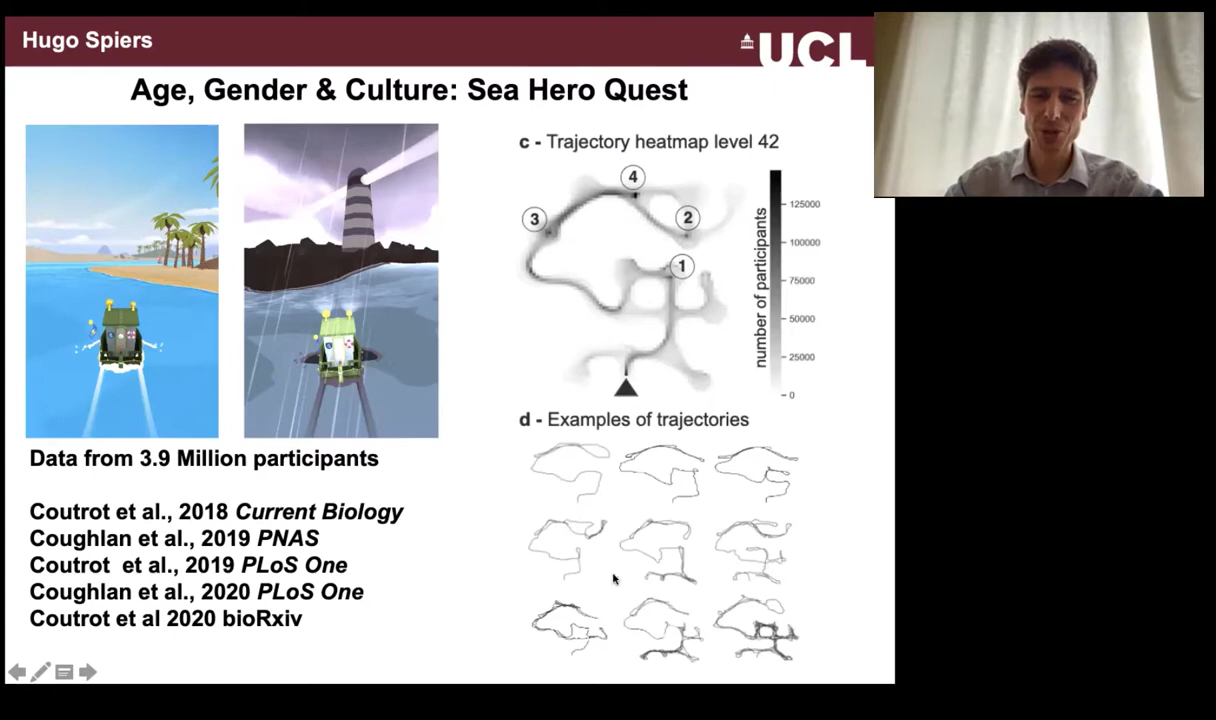 Hugo Spiers
UCL
Age, Gender & Culture: Sea Hero Quest
c - Trajectory heatmap level 42
4
3
2
1
number of participants
125000
100000
75000
50000
25000
0
d - Examples of trajectories
Data from 3.9 Million participants
Coutrot et al., 2018 Current Biology
Coughlan et al., 2019 PNAS
Coutrot et al., 2019 PLoS One
Coughlan et al., 2020 PLoS One
Coutrot et al 2020 bioRxiv